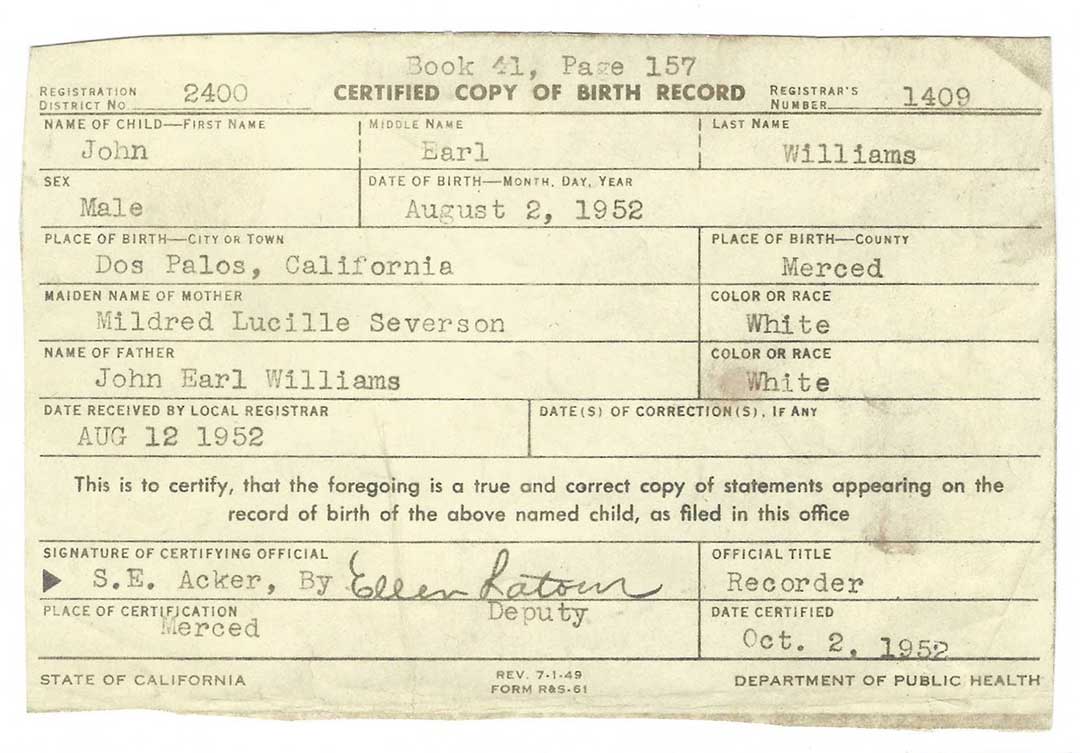 Book 41, Page 157
REGISTRATION DISTRICT NO. 2400 CERTIFIED COPY OF BIRTH RECORD REGISTRAR'S NUMBER 1409
NAME OF CHILD—FIRST NAME MIDDLE NAME LAST NAME
John Earl Williams
SEX DATE OF BIRTH—MONTH, DAY, YEAR
Male August 2, 1952
PLACE OF BIRTH—CITY OR TOWN PLACE OF BIRTH—COUNTY
Dos Palos, California Merced
MAIDEN NAME OF MOTHER COLOR OR RACE
Mildred Lucille Severson White
NAME OF FATHER COLOR OR RACE
John Earl Williams White
DATE RECEIVED BY LOCAL REGISTRAR DATE(S) OF CORRECTION(S), IF ANY
AUG 12 1952
This is to certify, that the foregoing is a true and correct copy of statements appearing on the
record of birth of the above named child, as filed in this office
SIGNATURE OF CERTIFYING OFFICIAL OFFICIAL TITLE
S.E. Acker, By Ellen Latour Recorder
Deputy
PLACE OF CERTIFICATION DATE CERTIFIED
Merced Oct. 2, 1952
STATE OF CALIFORNIA REV. 7-1-49 DEPARTMENT OF PUBLIC HEALTH
FORM R&S-61